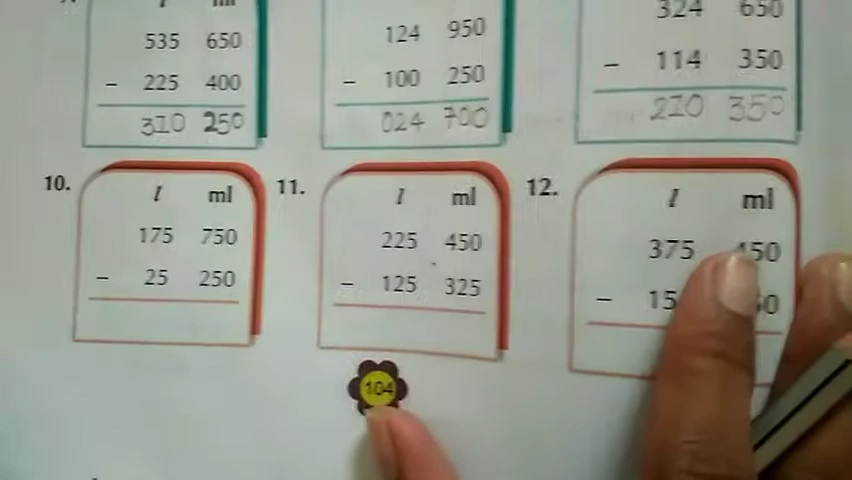 l ml
535 650
124 950
324 650
- 225 400
- 100 250
- 114 350
310 250
024 700
210 350
10.
11.
12.
l ml
l ml
l ml
175 750
225 450
375 450
- 25 250
- 125 325
- 15
104